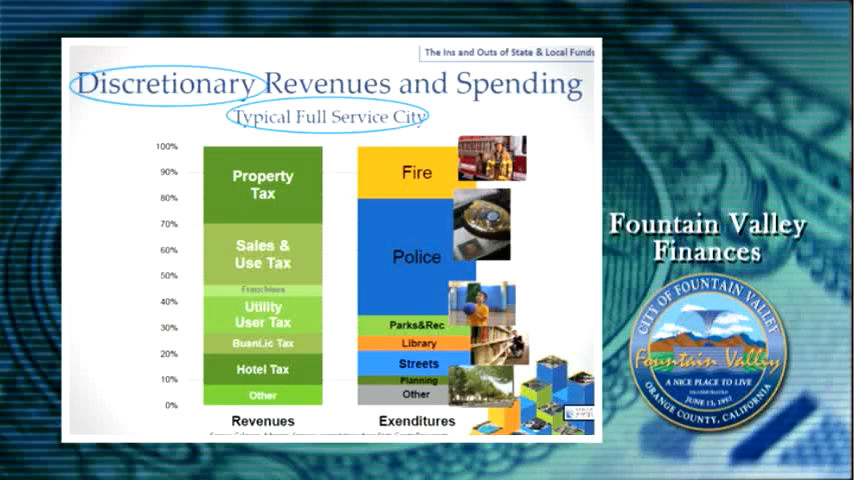 The Ins and Outs of State & Local Funds
Discretionary Revenues and Spending
Typical Full Service City
100%
90%
80%
70%
60%
50%
40%
30%
20%
10%
0%
Property
Tax
Sales &
Use Tax
Franchises
Utility
User Tax
BusnLic Tax
Hotel Tax
Other
Revenues
Fire
Police
Parks&Rec
Library
Streets
Planning
Other
Expenditures
Fountain Valley
Finances
CITY OF FOUNTAIN VALLEY
Fountain Valley
A NICE PLACE TO LIVE
INCORPORATED
JUNE 13, 1957
ORANGE COUNTY, CALIFORNIA